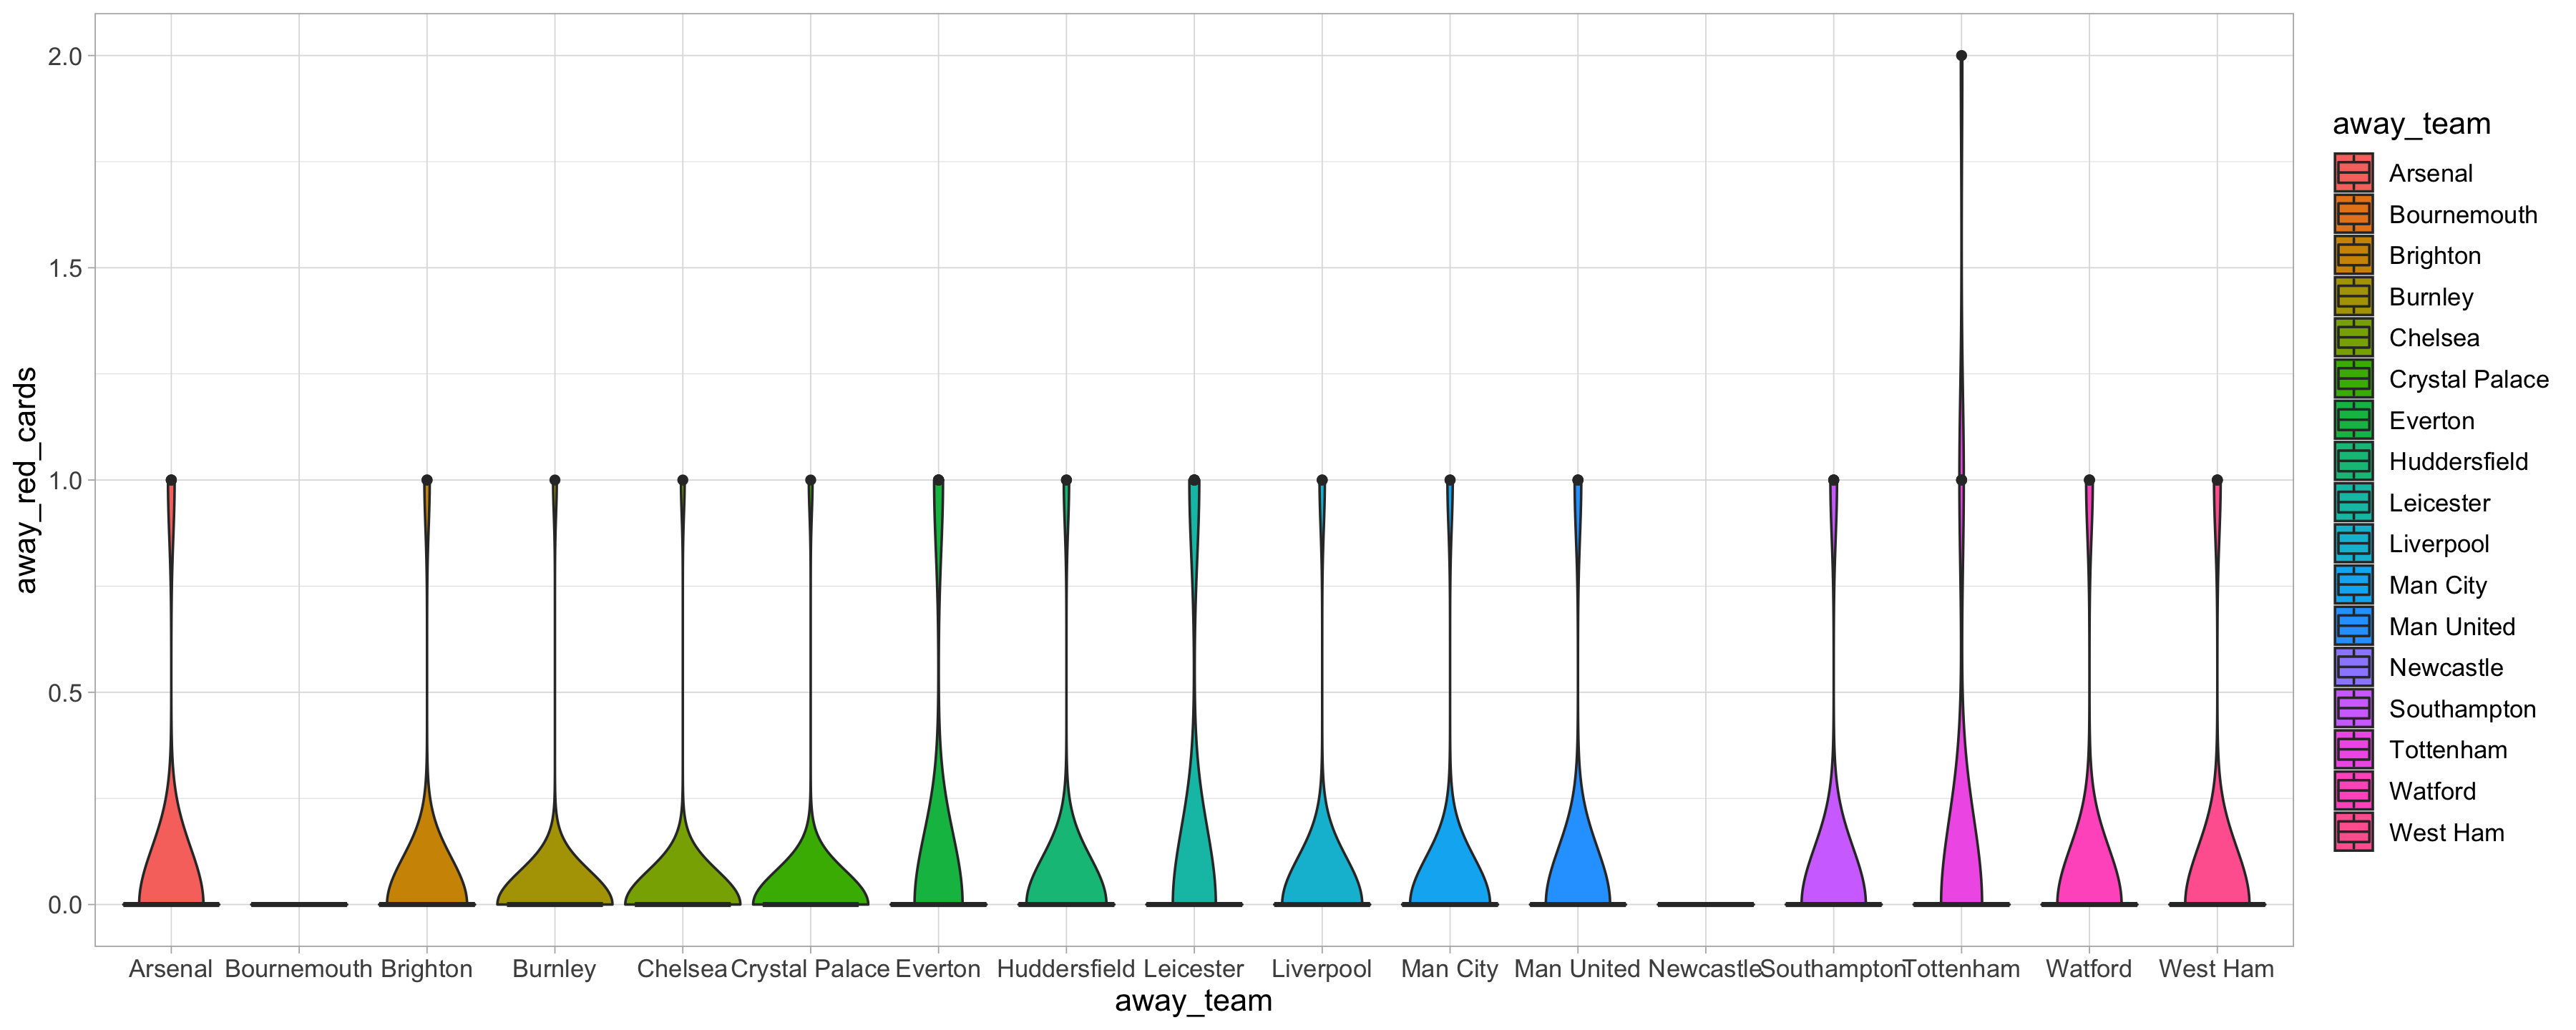 away_red_cards
2.0
1.5
1.0
0.5
0.0
Arsenal Bournemouth Brighton Burnley Chelsea Crystal Palace Everton Huddersfield Leicester Liverpool Man City Man United Newcastle Southampton Tottenham Watford West Ham
away_team
away_team
Arsenal
Bournemouth
Brighton
Burnley
Chelsea
Crystal Palace
Everton
Huddersfield
Leicester
Liverpool
Man City
Man United
Newcastle
Southampton
Tottenham
Watford
West Ham